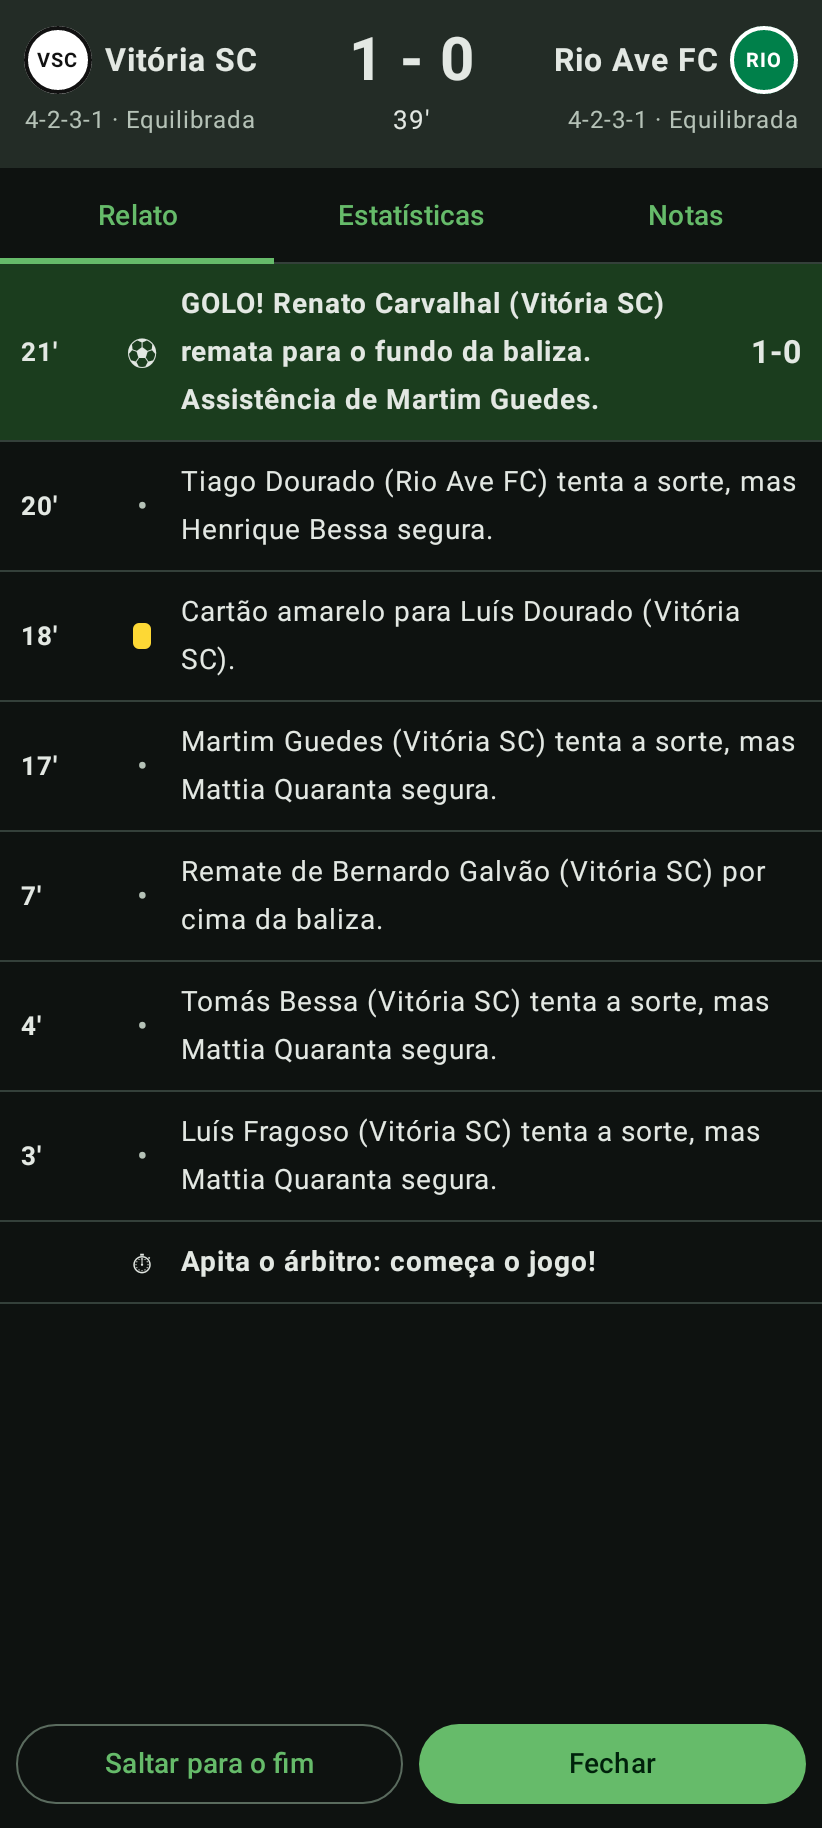 VSC Vitória SC 1 - 0 Rio Ave FC RIO
4-2-3-1 · Equilibrada 39' 4-2-3-1 · Equilibrada
Relato Estatísticas Notas
GOLO! Renato Carvalhal (Vitória SC)
21' remata para o fundo da baliza. 1-0
Assistência de Martim Guedes.
Tiago Dourado (Rio Ave FC) tenta a sorte, mas
20' Henrique Bessa segura.
Cartão amarelo para Luís Dourado (Vitória
18' SC).
Martim Guedes (Vitória SC) tenta a sorte, mas
17' Mattia Quaranta segura.
Remate de Bernardo Galvão (Vitória SC) por
7' cima da baliza.
Tomás Bessa (Vitória SC) tenta a sorte, mas
4' Mattia Quaranta segura.
Luís Fragoso (Vitória SC) tenta a sorte, mas
3' Mattia Quaranta segura.
Apita o árbitro: começa o jogo!
Saltar para o fim Fechar